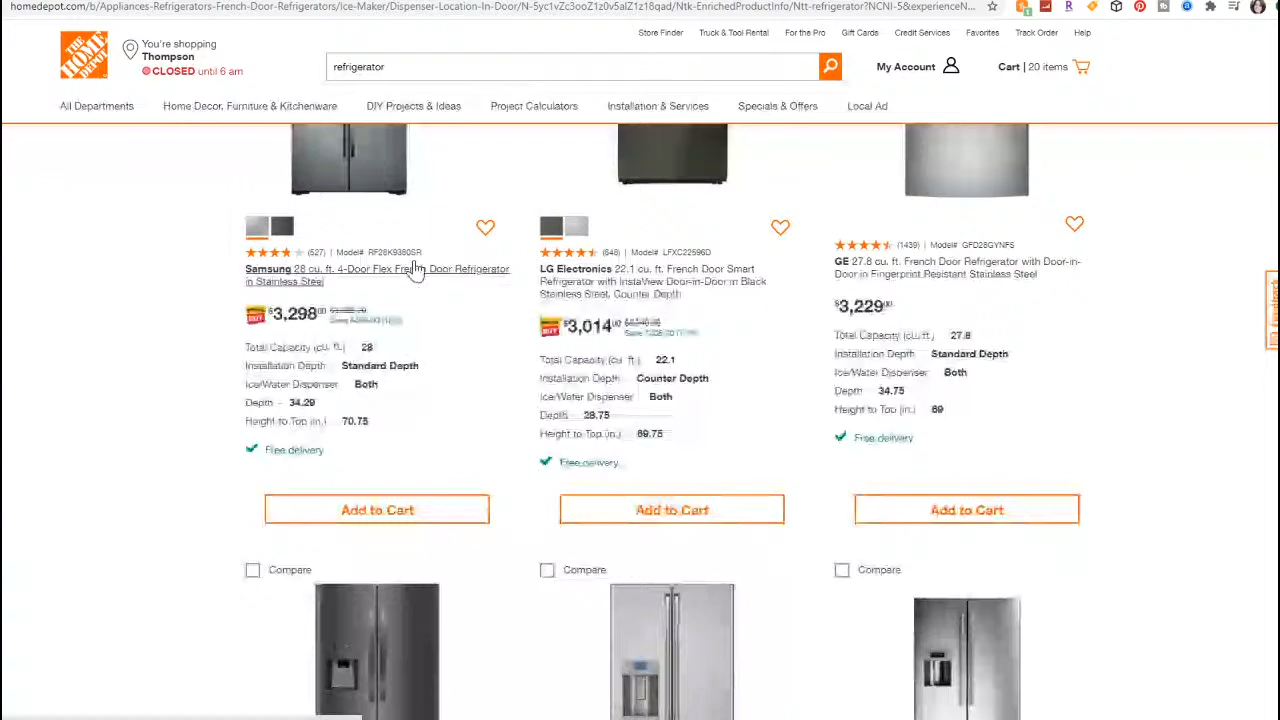 homedepot.com/b/Appliances-Refrigerators-French-Door-Refrigerators/Ice-Maker/Dispenser-Location-In-Door/N-5yc1vZc3ooZ1z0v5alZ1z18qad/Ntk-EnrichedProductInfo/Ntt-refrigerator?NCNI-5&experienceN...
THE HOME DEPOT
You're shopping
Thompson
CLOSED until 6 am
Store Finder
Truck & Tool Rental
For the Pro
Gift Cards
Credit Services
Favorites
Track Order
Help
refrigerator
My Account
Cart | 20 items
All Departments
Home Decor, Furniture & Kitchenware
DIY Projects & Ideas
Project Calculators
Installation & Services
Specials & Offers
Local Ad
(527) | Model# RF28K9380SR
Samsung 28 cu. ft. 4-Door Flex French Door Refrigerator
in Stainless Steel
$3,298.00
Total Capacity (cu. ft.) 28
Installation Depth Standard Depth
Ice/Water Dispenser Both
Depth - 34.29
Height to Top (in.) 70.75
Free delivery
Add to Cart
(648) | Model# LFXC22596D
LG Electronics 22.1 cu. ft. French Door Smart
Refrigerator with InstaView Door-in-Door in Black
Stainless Steel, Counter Depth
$3,014.00
Total Capacity (cu. ft.) 22.1
Installation Depth Counter Depth
Ice/Water Dispenser Both
Depth 28.75
Height to Top (in.) 69.75
Free delivery
Add to Cart
(1439) | Model# GFD28GYNFS
GE 27.8 cu. ft. French Door Refrigerator with Door-in-
Door in Fingerprint Resistant Stainless Steel
$3,229.00
Total Capacity (cu. ft.) 27.8
Installation Depth Standard Depth
Ice/Water Dispenser Both
Depth 34.75
Height to Top (in.) 69
Free delivery
Add to Cart
Compare
Compare
Compare